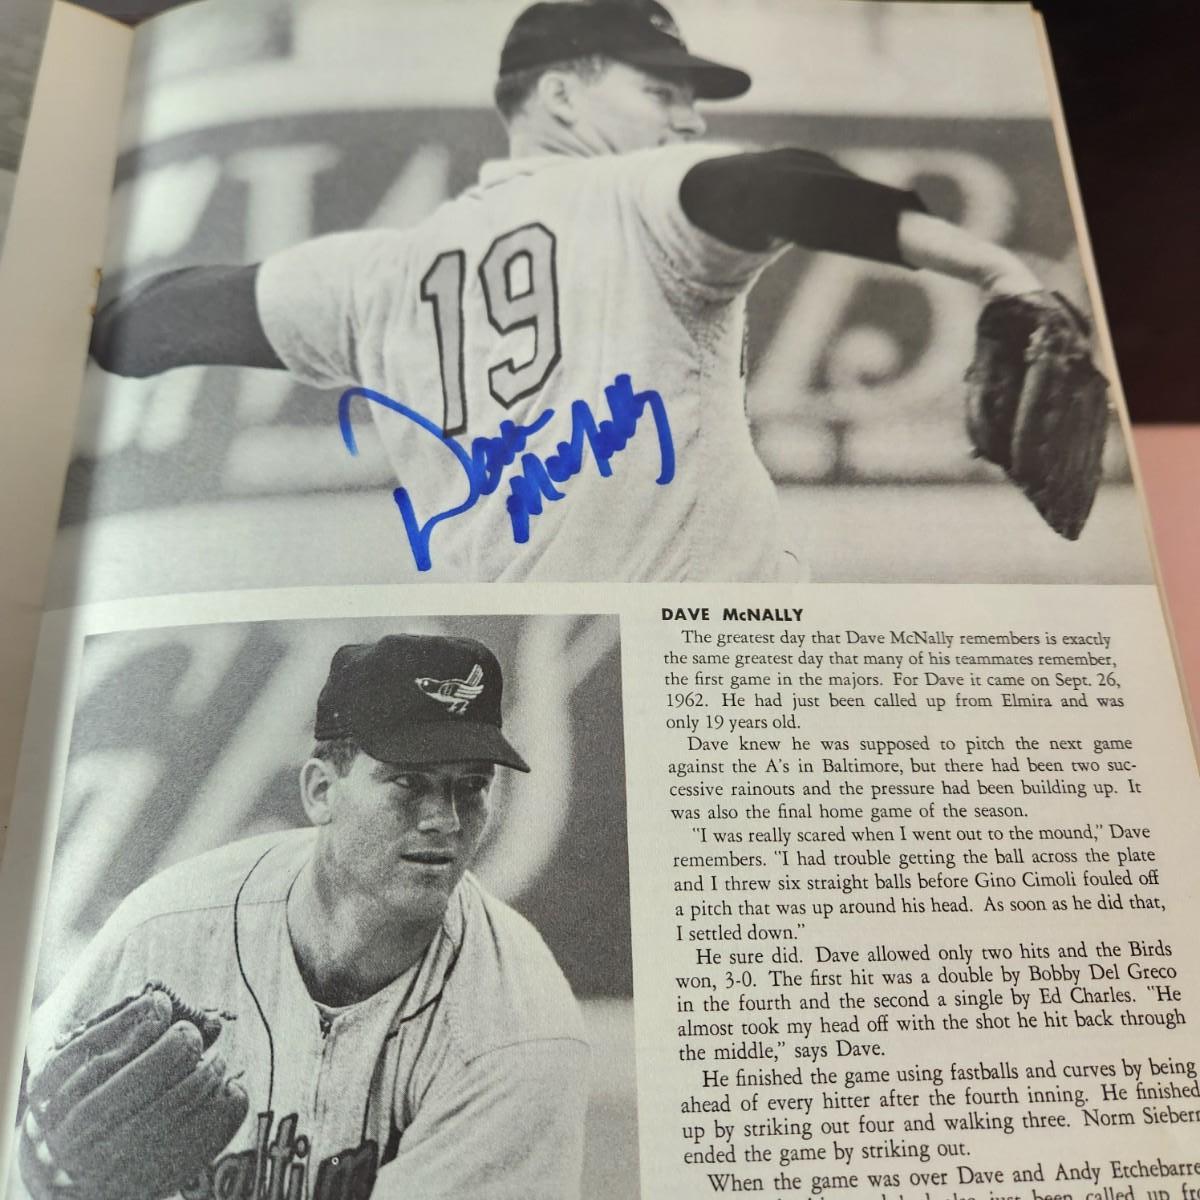 19
Dave McNally
DAVE McNALLY
The greatest day that Dave McNally remembers is exactly
the same greatest day that many of his teammates remember,
the first game in the majors. For Dave it came on Sept. 26,
1962. He had just been called up from Elmira and was
only 19 years old.
Dave knew he was supposed to pitch the next game
against the A's in Baltimore, but there had been two suc-
cessive rainouts and the pressure had been building up. It
was also the final home game of the season.
"I was really scared when I went out to the mound," Dave
remembers. "I had trouble getting the ball across the plate
and I threw six straight balls before Gino Cimoli fouled off
a pitch that was up around his head. As soon as he did that,
I settled down."
He sure did. Dave allowed only two hits and the Birds
won, 3-0. The first hit was a double by Bobby Del Greco
in the fourth and the second a single by Ed Charles. "He
almost took my head off with the shot he hit back through
the middle," says Dave.
He finished the game using fastballs and curves by being
ahead of every hitter after the fourth inning. He finished
up by striking out four and walking three. Norm Siebern
ended the game by striking out.
When the game was over Dave and Andy Etchebarre
been called up